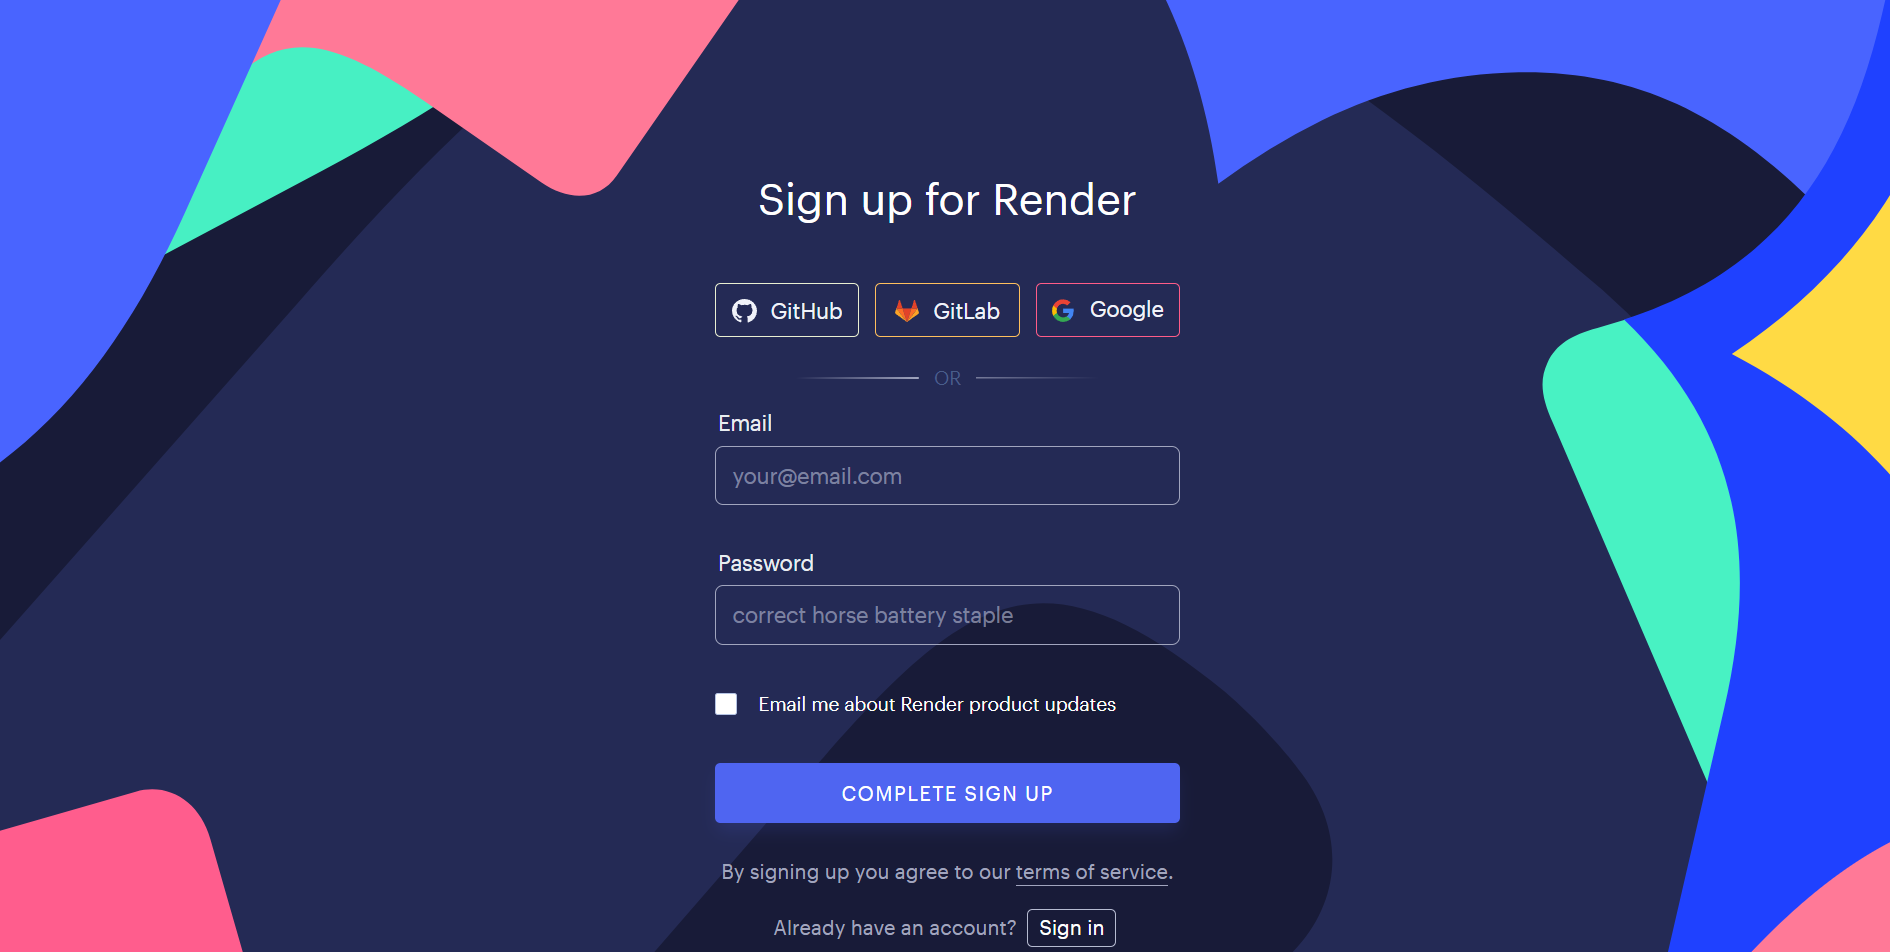 Sign up for Render
GitHub GitLab Google
OR
Email
your@email.com
Password
correct horse battery staple
Email me about Render product updates
COMPLETE SIGN UP
By signing up you agree to our terms of service.
Already have an account? Sign in